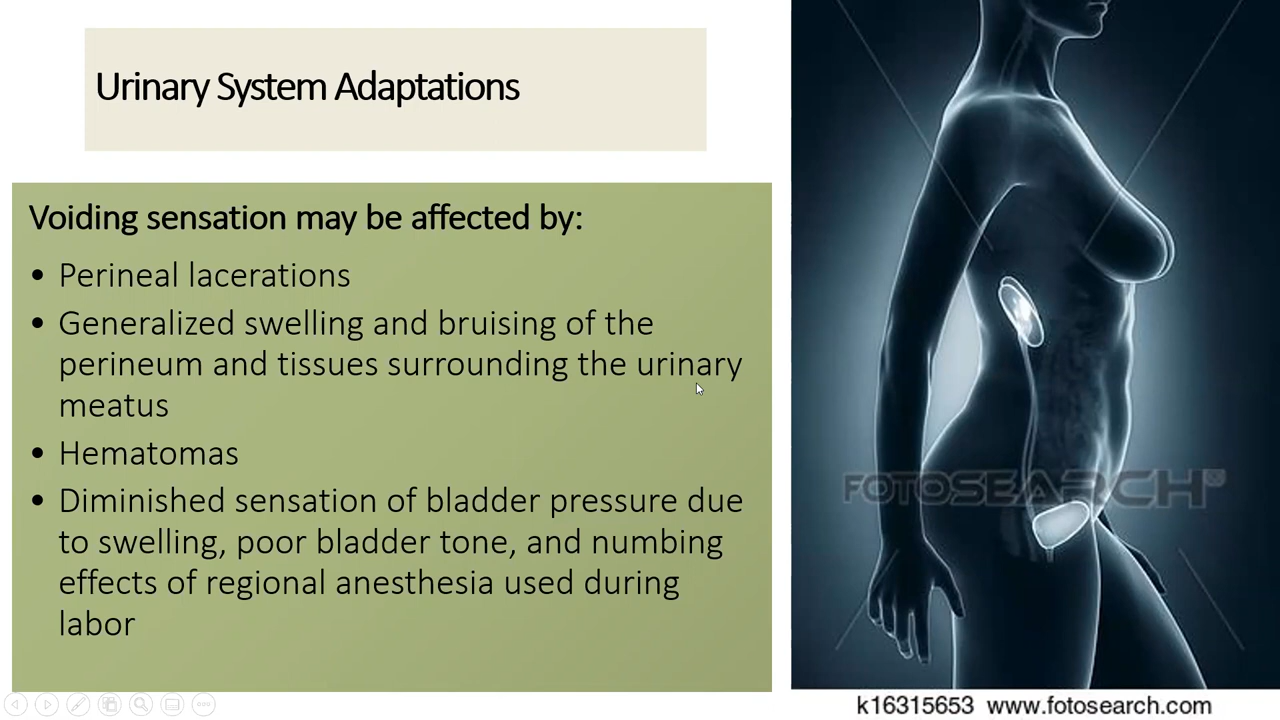 Urinary System Adaptations
Voiding sensation may be affected by:
• Perineal lacerations
• Generalized swelling and bruising of the
perineum and tissues surrounding the urinary
meatus
• Hematomas
• Diminished sensation of bladder pressure due
to swelling, poor bladder tone, and numbing
effects of regional anesthesia used during
labor
FOTOSEARCH®
k16315653 www.fotosearch.com